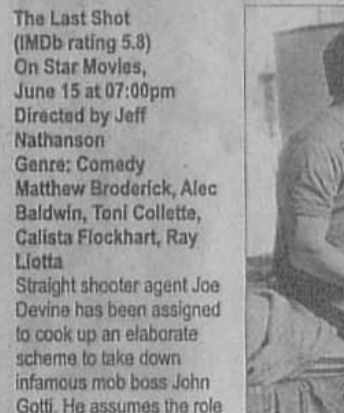 The Last Shot
(IMDb rating 5.8)
On Star Movies,
June 15 at 07:00pm
Directed by Jeff
Nathanson
Genre: Comedy
Matthew Broderick, Alec
Baldwin, Toni Collette,
Calista Flockhart, Ray
Liotta
Straight shooter agent Joe
Devine has been assigned
to cook up an elaborate
scheme to take down
infamous mob boss John
Gotti. He assumes the role